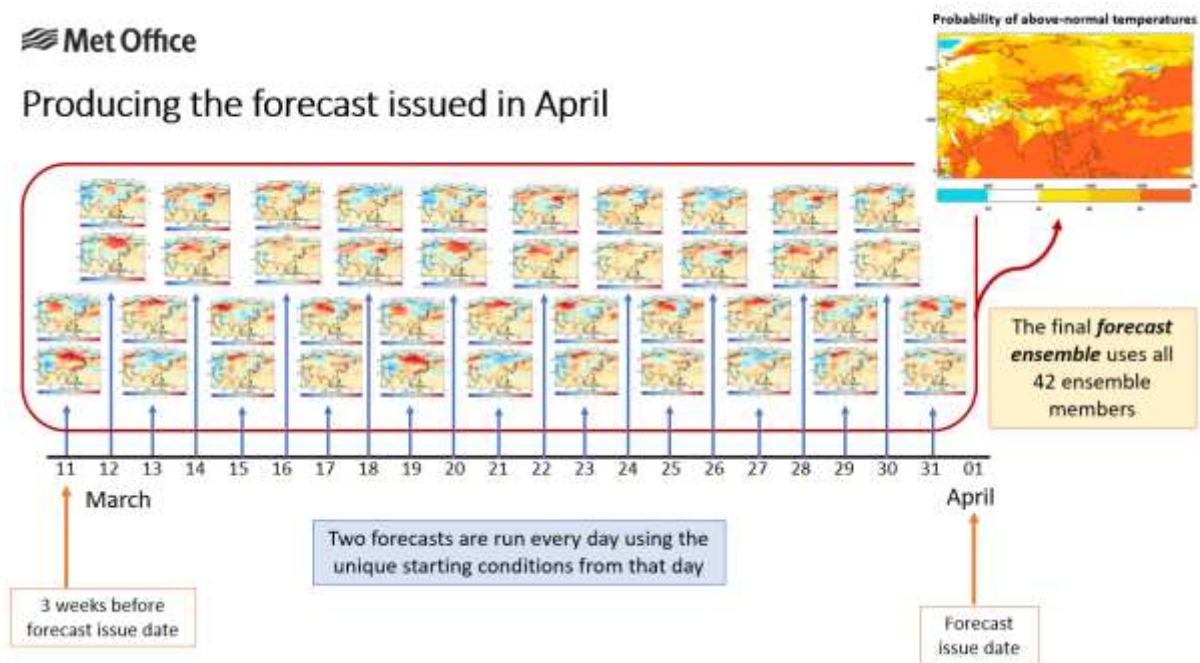 Met Office
Probability of above-normal temperatures
Producing the forecast issued in April
The final forecast
ensemble uses all
42 ensemble
members
11 12 13 14 15 16 17 18 19 20 21 22 23 24 25 26 27 28 29 30 31 01
March
April
Two forecasts are run every day using the
unique starting conditions from that day
3 weeks before
forecast issue date
Forecast
issue date